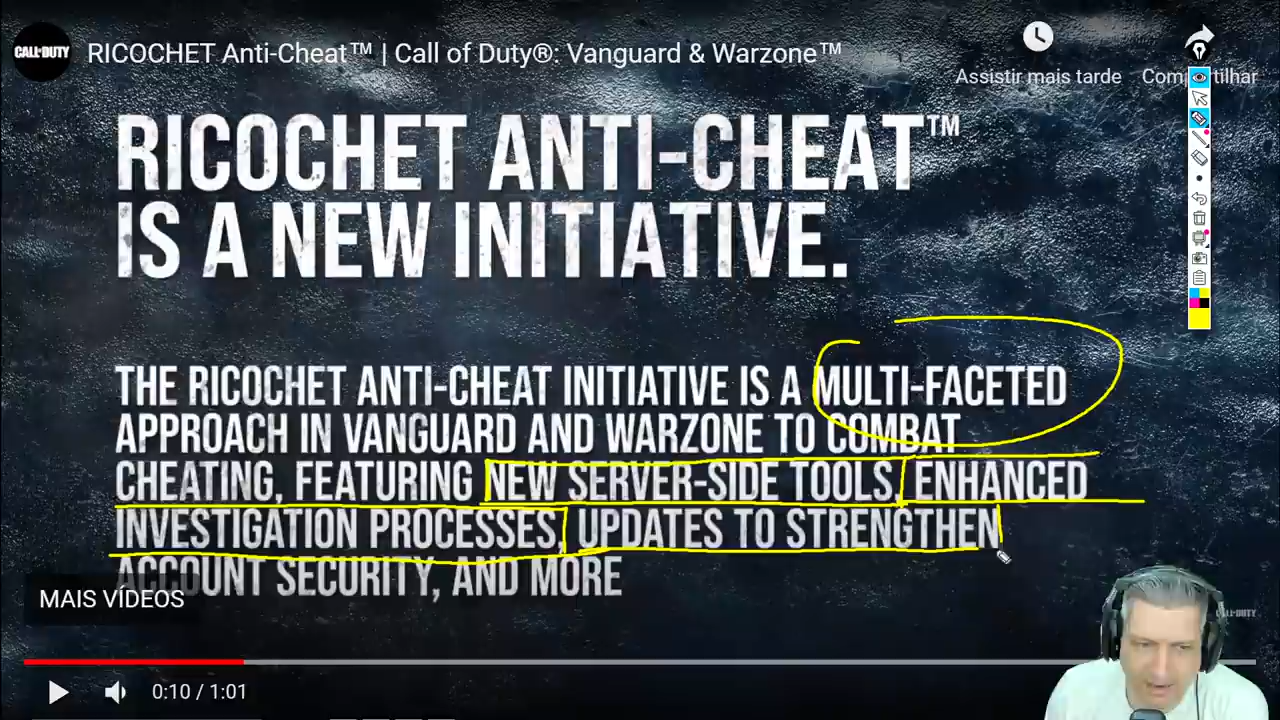 CALL OF DUTY
RICOCHET Anti-Cheat™ | Call of Duty®: Vanguard & Warzone™
Assistir mais tarde
Compartilhar
RICOCHET ANTI-CHEAT™
IS A NEW INITIATIVE.
THE RICOCHET ANTI-CHEAT INITIATIVE IS A MULTI-FACETED
APPROACH IN VANGUARD AND WARZONE TO COMBAT
CHEATING, FEATURING NEW SERVER-SIDE TOOLS, ENHANCED
INVESTIGATION PROCESSES, UPDATES TO STRENGTHEN
ACCOUNT SECURITY, AND MORE
MAIS VÍDEOS
CALL OF DUTY
0:10 / 1:01